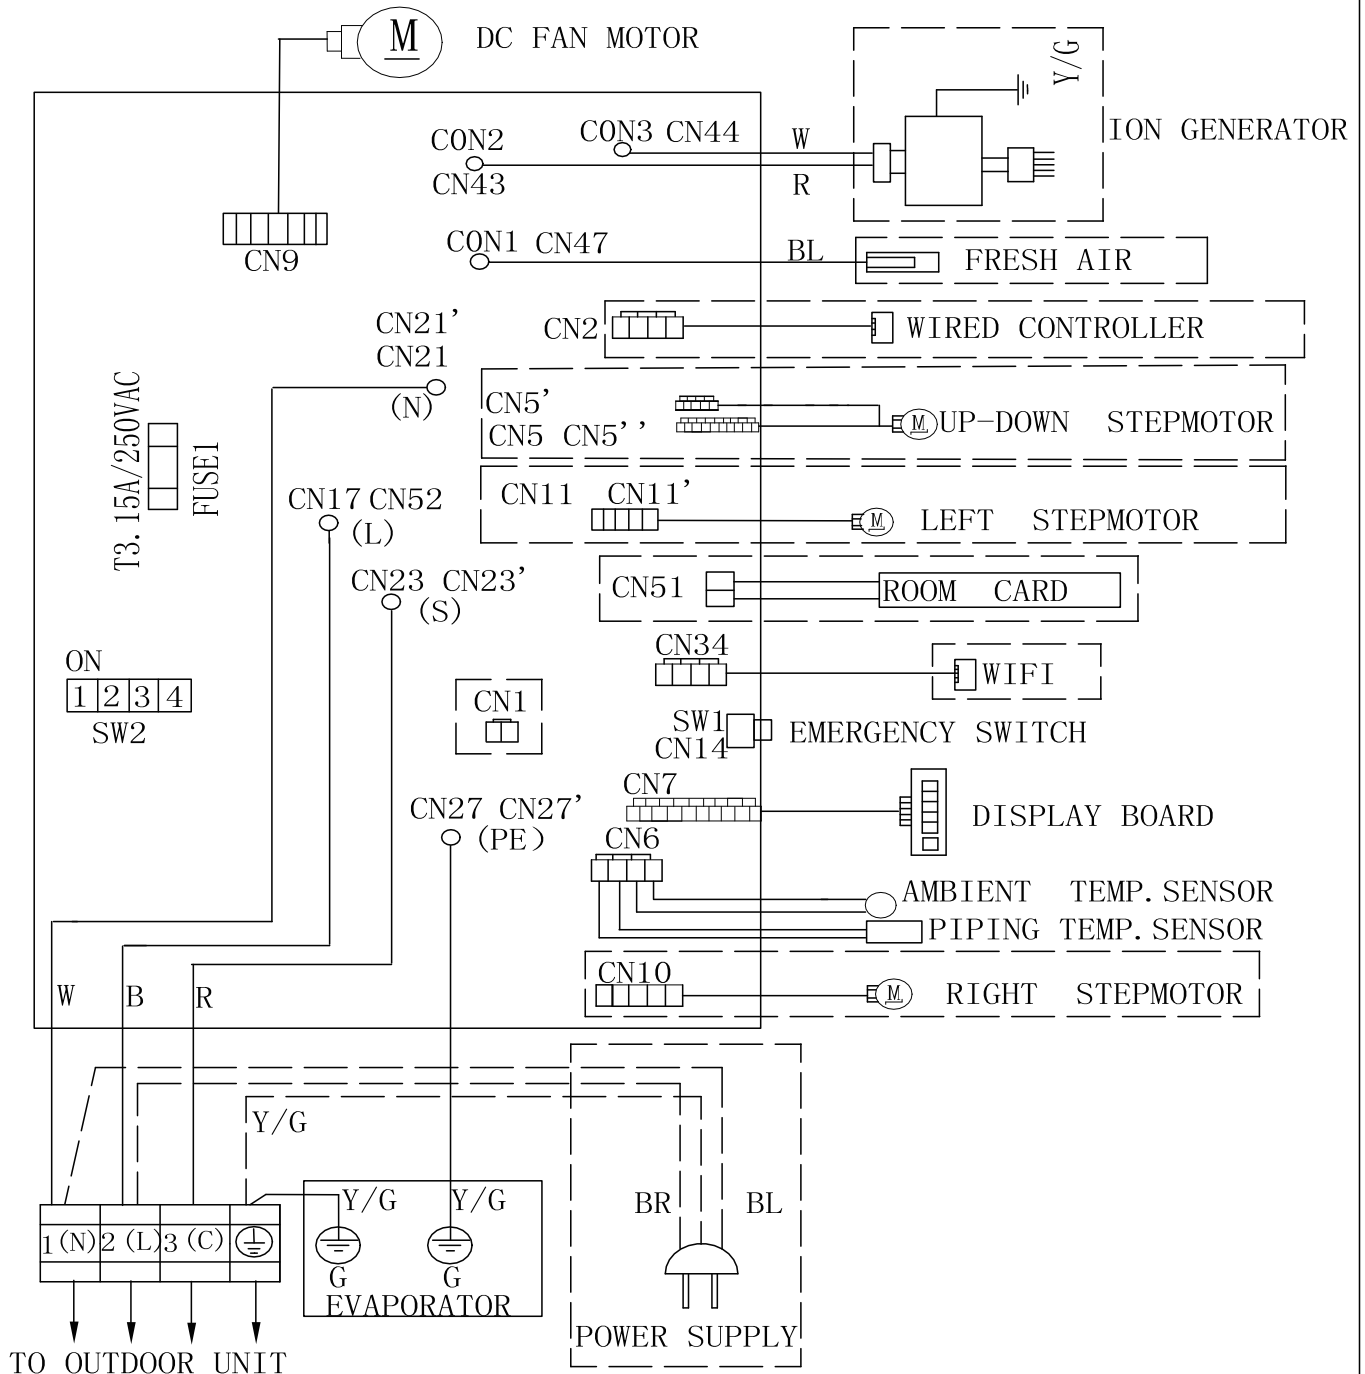 M DC FAN MOTOR
Y/G
ION GENERATOR
CON3 CN44 W
CON2
CN43 R
CN9
CON1 CN47 BL FRESH AIR
CN21'
CN21
(N)
CN2 WIRED CONTROLLER
CN5'
CN5 CN5'' M UP-DOWN STEPMOTOR
T3.15A/250VAC
FUSE1
CN17 CN52
(L)
CN11 CN11' M LEFT STEPMOTOR
CN23 CN23'
(S)
CN51 ROOM CARD
ON
1 2 3 4
SW2
CN34 WIFI
CN1
SW1
CN14 EMERGENCY SWITCH
CN7 DISPLAY BOARD
CN27 CN27'
(PE)
CN6
AMBIENT TEMP.SENSOR
PIPING TEMP.SENSOR
CN10 M RIGHT STEPMOTOR
W B R
Y/G
Y/G Y/G BR BL
1(N) 2(L) 3(C)
G G
EVAPORATOR
POWER SUPPLY
TO OUTDOOR UNIT